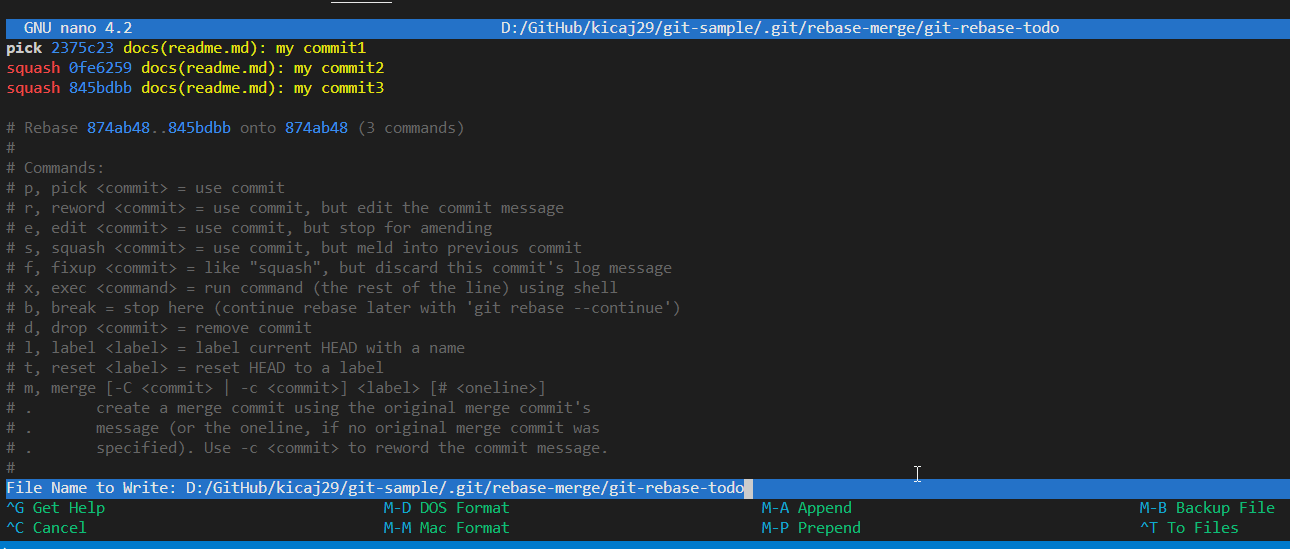 GNU nano 4.2 D:/GitHub/kicaj29/git-sample/.git/rebase-merge/git-rebase-todo
pick 2375c23 docs(readme.md): my commit1
squash 0fe6259 docs(readme.md): my commit2
squash 845bdbb docs(readme.md): my commit3
# Rebase 874ab48..845bdbb onto 874ab48 (3 commands)
#
# Commands:
# p, pick <commit> = use commit
# r, reword <commit> = use commit, but edit the commit message
# e, edit <commit> = use commit, but stop for amending
# s, squash <commit> = use commit, but meld into previous commit
# f, fixup <commit> = like "squash", but discard this commit's log message
# x, exec <command> = run command (the rest of the line) using shell
# b, break = stop here (continue rebase later with 'git rebase --continue')
# d, drop <commit> = remove commit
# l, label <label> = label current HEAD with a name
# t, reset <label> = reset HEAD to a label
# m, merge [-C <commit> | -c <commit>] <label> [# <oneline>]
# .       create a merge commit using the original merge commit's
# .       message (or the oneline, if no original merge commit was
# .       specified). Use -c <commit> to reword the commit message.
#
File Name to Write: D:/GitHub/kicaj29/git-sample/.git/rebase-merge/git-rebase-todo
^G Get Help M-D DOS Format M-A Append M-B Backup File
^C Cancel M-M Mac Format M-P Prepend ^T To Files